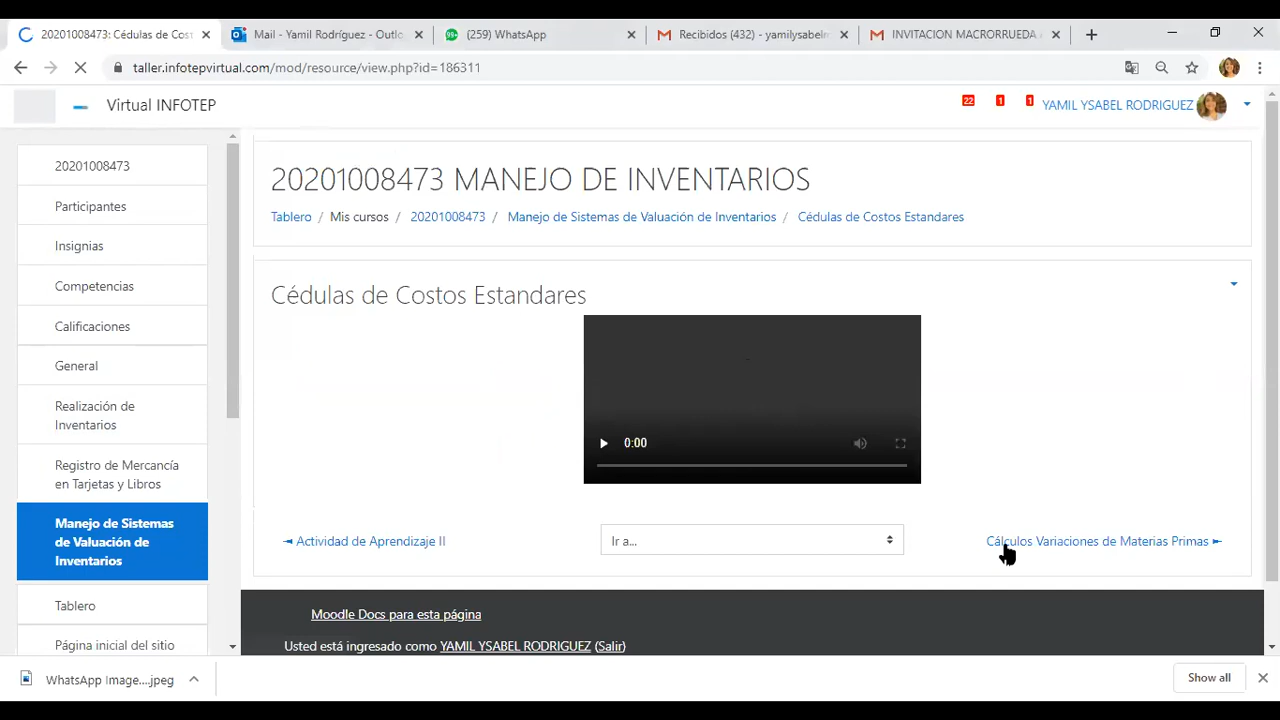 20201008473: Cédulas de Cost
Mail - Yamil Rodríguez - Outlo
(259) WhatsApp
Recibidos (432) - yamilysabeln
INVITACION MACRORRUEDA
taller.infotepvirtual.com/mod/resource/view.php?id=186311
Virtual INFOTEP
22
1
1
YAMIL YSABEL RODRIGUEZ
20201008473
Participantes
Insignias
Competencias
Calificaciones
General
Realización de
Inventarios
Registro de Mercancía
en Tarjetas y Libros
Manejo de Sistemas
de Valuación de
Inventarios
Tablero
Página inicial del sitio
20201008473 MANEJO DE INVENTARIOS
Tablero / Mis cursos / 20201008473 / Manejo de Sistemas de Valuación de Inventarios / Cédulas de Costos Estandares
Cédulas de Costos Estandares
0:00
◄ Actividad de Aprendizaje II
Ir a...
Cálculos Variaciones de Materias Primas ►
Moodle Docs para esta página
Usted está ingresado como YAMIL YSABEL RODRIGUEZ (Salir)
WhatsApp Image....jpeg
Show all